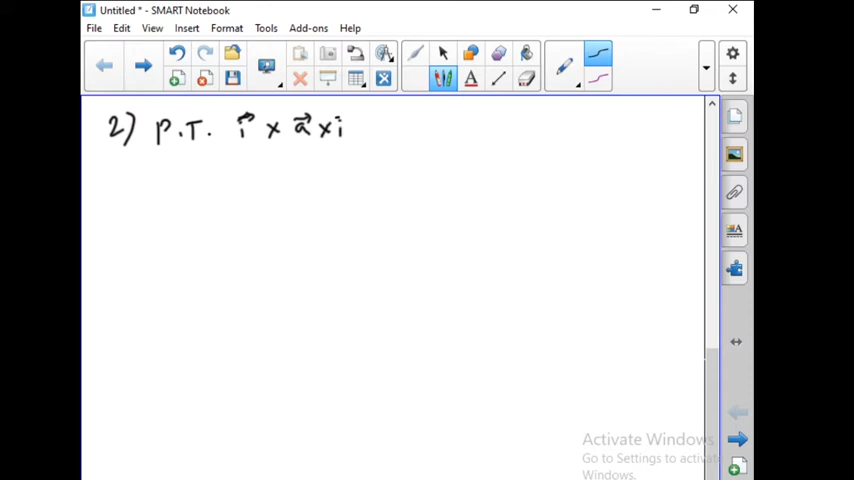 Untitled * - SMART Notebook
File Edit View Insert Format Tools Add-ons Help
2) P.T. i⃗ × a⃗ × i
Activate Windows
Go to Settings to activate
Windows.